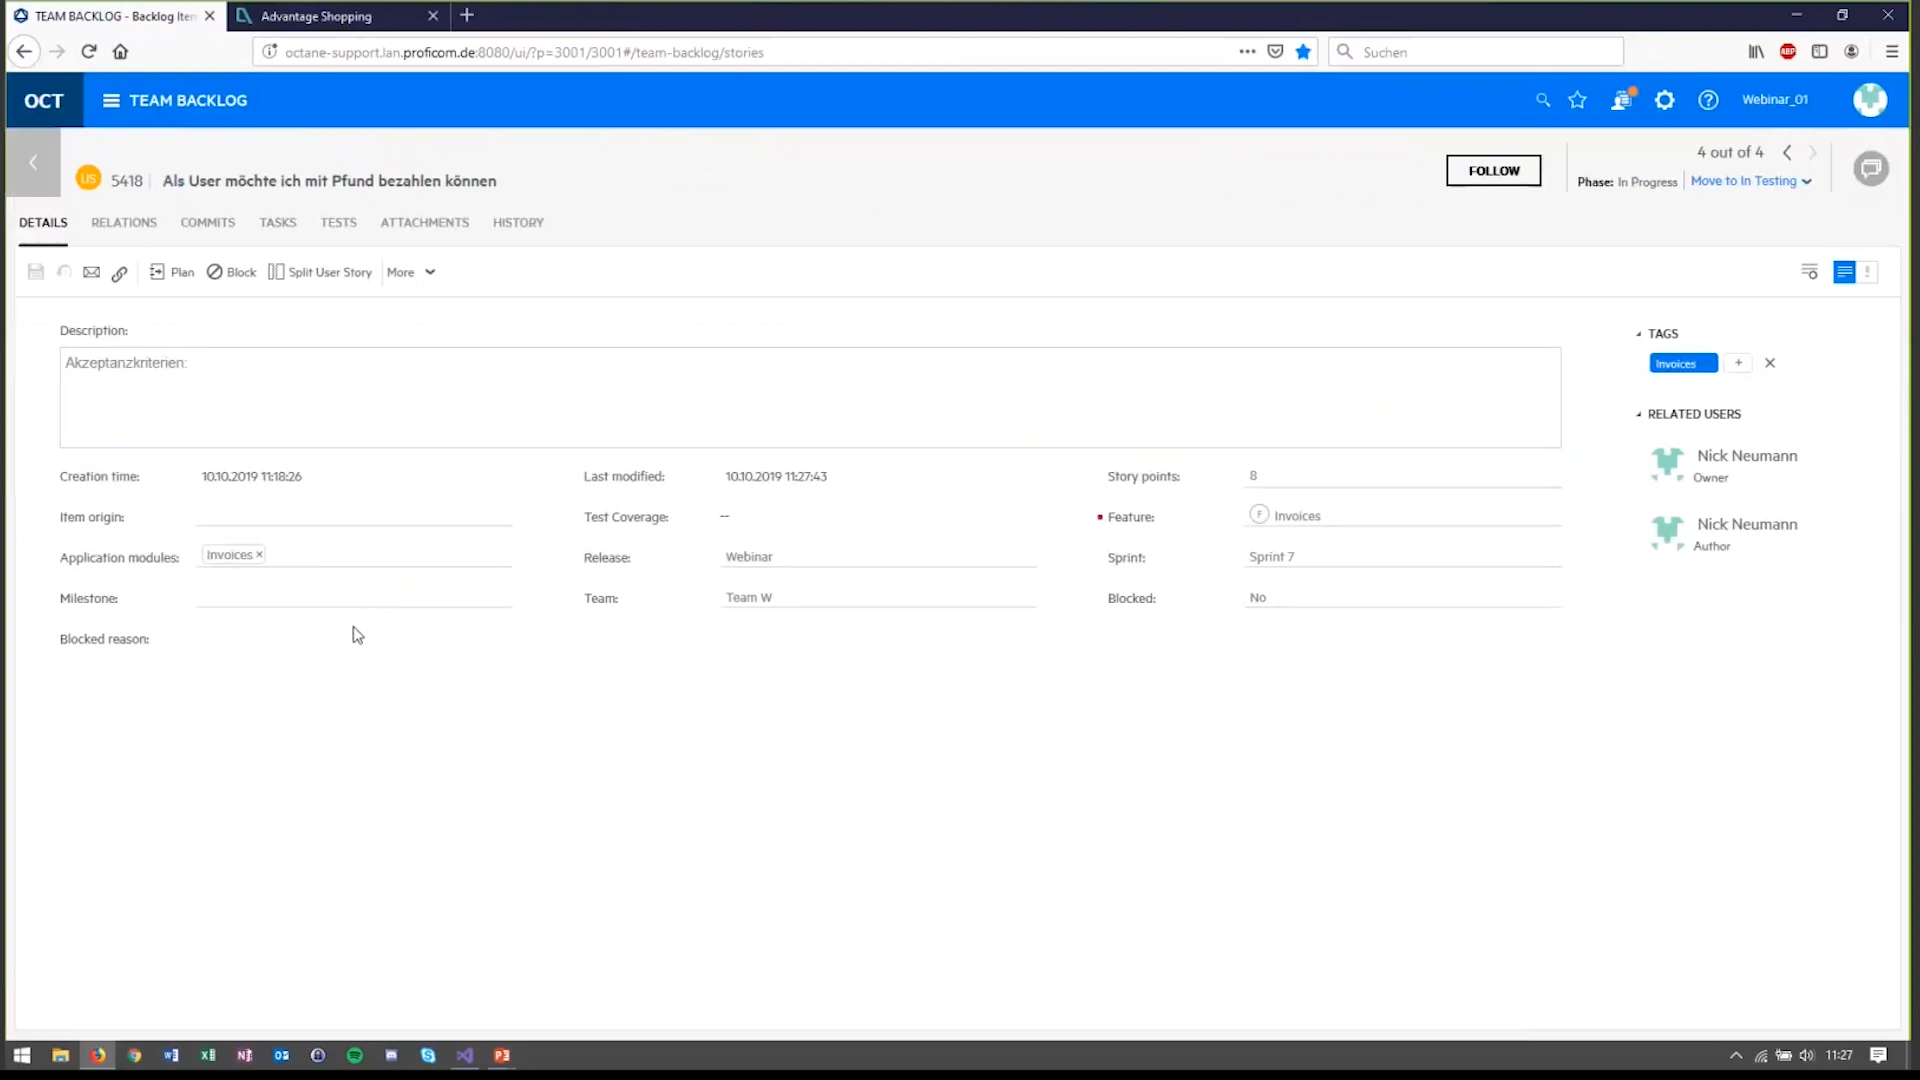 TEAM BACKLOG - Backlog Iten
Advantage Shopping
octane-support.lan.proficom.de:8080/ui/?p=3001/3001#/team-backlog/stories
Suchen
ABP
OCT
TEAM BACKLOG
Webinar_01
US
5418
Als User möchte ich mit Pfund bezahlen können
FOLLOW
4 out of 4
Phase: In Progress
Move to In Testing
DETAILS
RELATIONS
COMMITS
TASKS
TESTS
ATTACHMENTS
HISTORY
Plan
Block
Split User Story
More
Description:
Akzeptanzkriterien:
TAGS
Invoices
RELATED USERS
Nick Neumann
Owner
Nick Neumann
Author
Creation time: 10.10.2019 11:18:26
Last modified: 10.10.2019 11:27:43
Story points: 8
Item origin:
Test Coverage: --
Feature: F Invoices
Application modules: Invoices ×
Release: Webinar
Sprint: Sprint 7
Milestone:
Team: Team W
Blocked: No
Blocked reason:
11:27